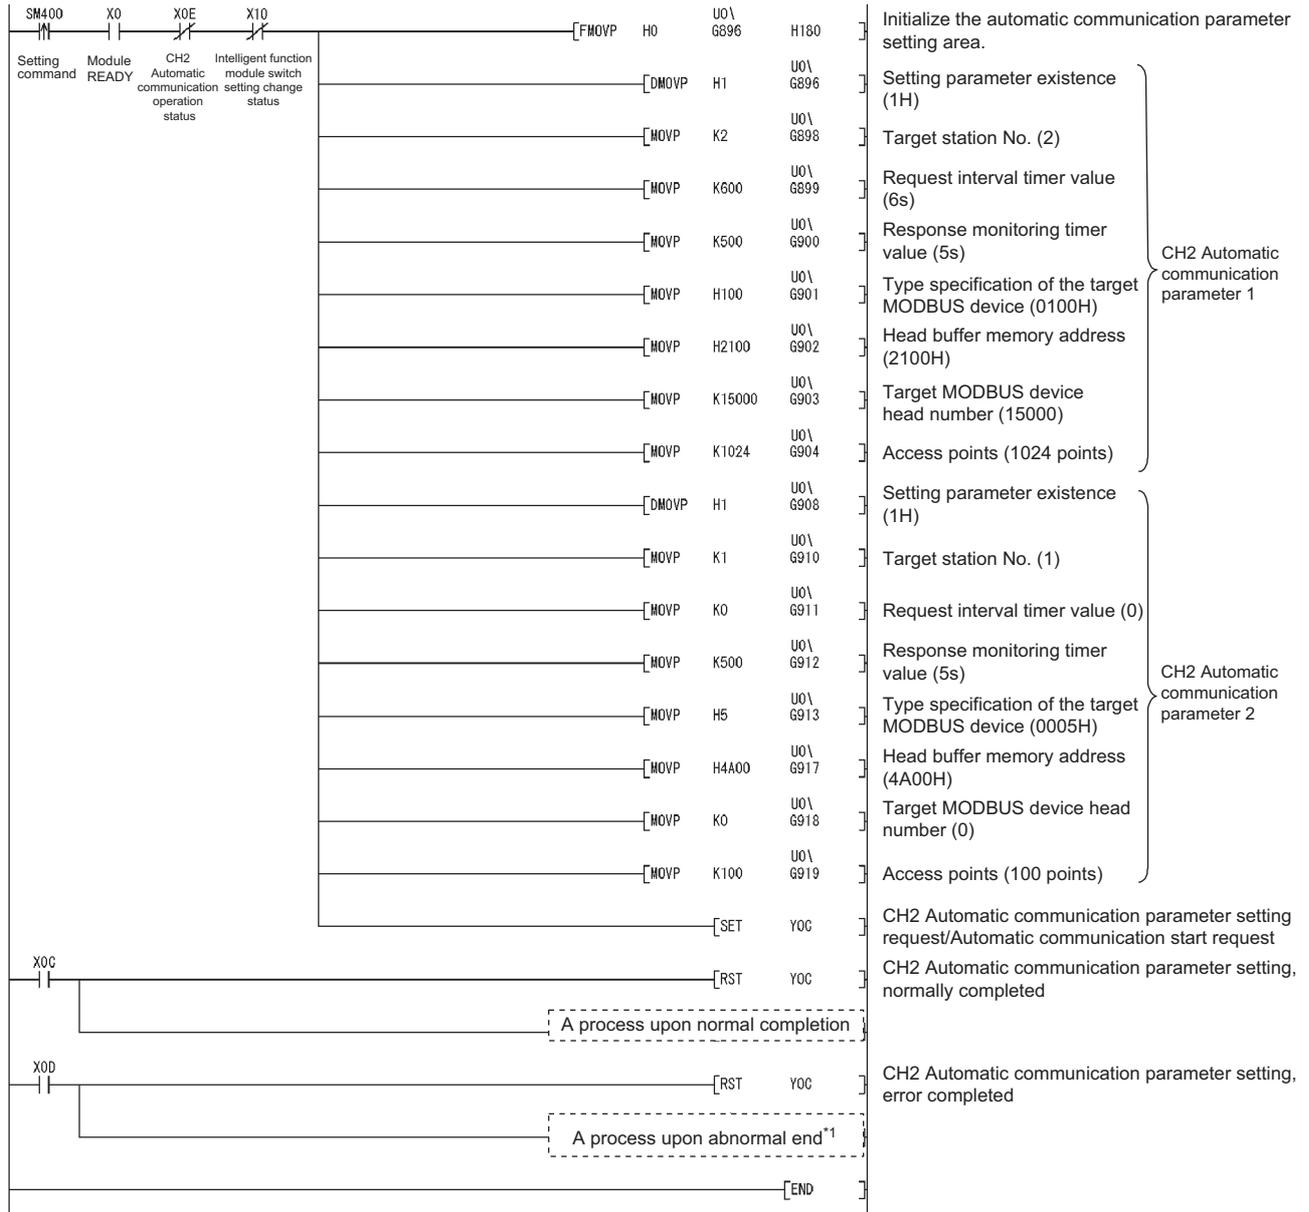 SM400 X0 X0E X10
U0\
[FMOVP H0 G896 H180 ]
Initialize the automatic communication parameter
setting area.
Setting
command
Module
READY
CH2
Automatic
communication
operation
status
Intelligent function
module switch
setting change
status
U0\
[DMOVP H1 G896 ]
Setting parameter existence
(1H)
U0\
[MOVP K2 G898 ]
Target station No. (2)
U0\
[MOVP K600 G899 ]
Request interval timer value
(6s)
U0\
[MOVP K500 G900 ]
Response monitoring timer
value (5s)
U0\
[MOVP H100 G901 ]
Type specification of the target
MODBUS device (0100H)
U0\
[MOVP H2100 G902 ]
Head buffer memory address
(2100H)
U0\
[MOVP K15000 G903 ]
Target MODBUS device
head number (15000)
U0\
[MOVP K1024 G904 ]
Access points (1024 points)
CH2 Automatic
communication
parameter 1
U0\
[DMOVP H1 G908 ]
Setting parameter existence
(1H)
U0\
[MOVP K1 G910 ]
Target station No. (1)
U0\
[MOVP K0 G911 ]
Request interval timer value (0)
U0\
[MOVP K500 G912 ]
Response monitoring timer
value (5s)
U0\
[MOVP H5 G913 ]
Type specification of the target
MODBUS device (0005H)
U0\
[MOVP H4A00 G917 ]
Head buffer memory address
(4A00H)
U0\
[MOVP K0 G918 ]
Target MODBUS device head
number (0)
U0\
[MOVP K100 G919 ]
Access points (100 points)
CH2 Automatic
communication
parameter 2
[SET Y0C ]
CH2 Automatic communication parameter setting
request/Automatic communication start request
X0C
[RST Y0C ]
CH2 Automatic communication parameter setting,
normally completed
A process upon normal completion
X0D
[RST Y0C ]
CH2 Automatic communication parameter setting,
error completed
A process upon abnormal end*1
[END ]